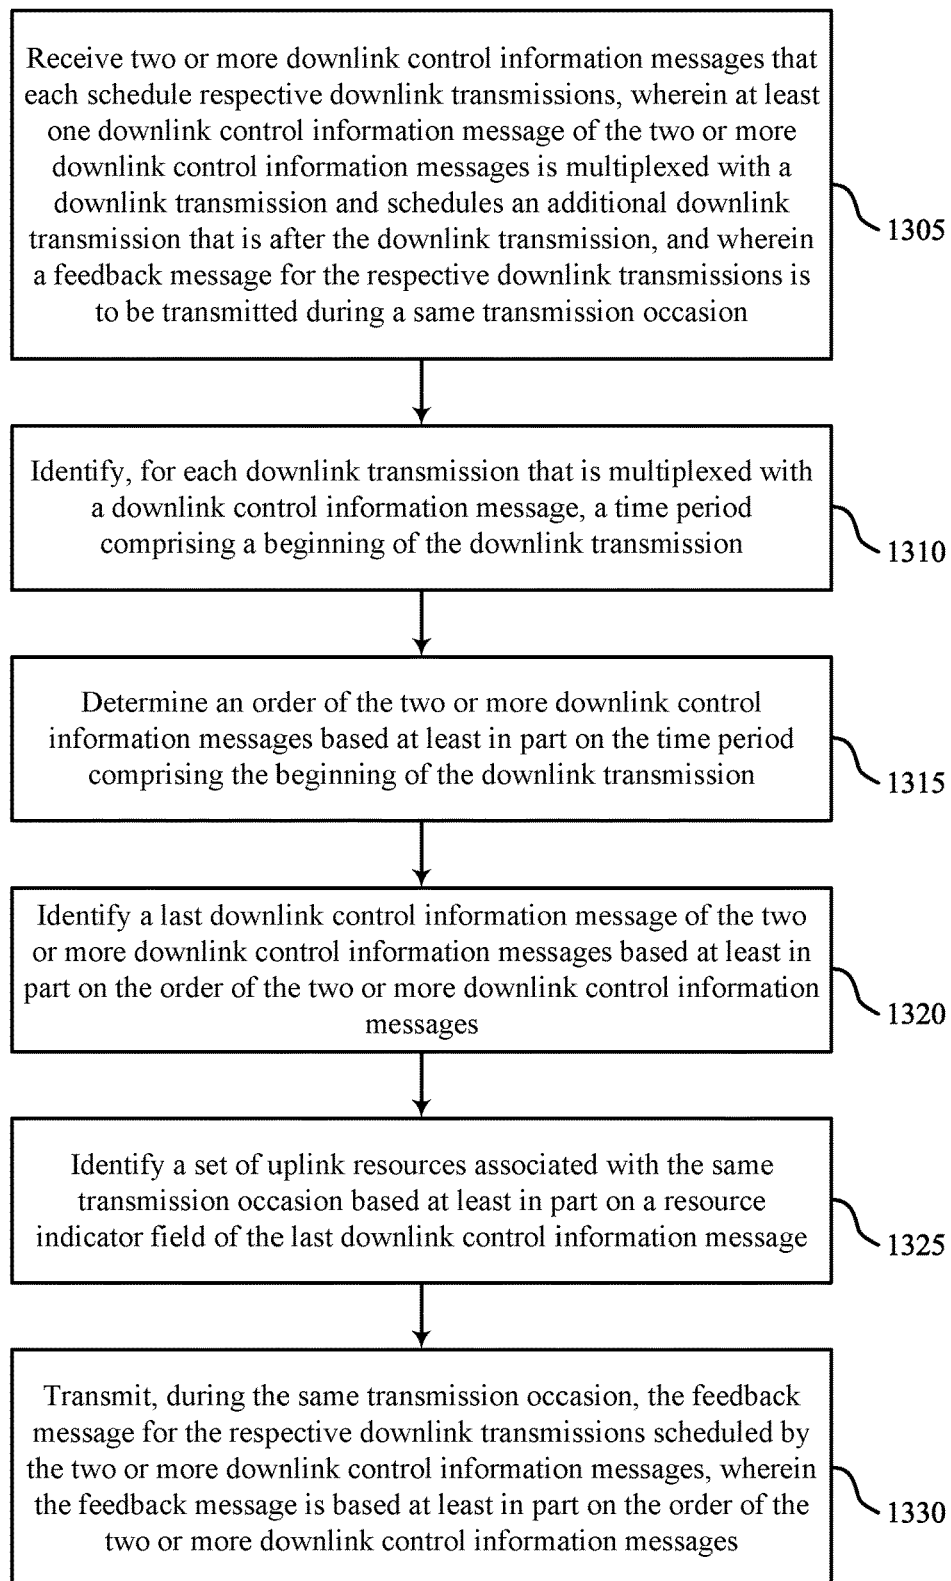 Receive two or more downlink control information messages that
each schedule respective downlink transmissions, wherein at least
one downlink control information message of the two or more
downlink control information messages is multiplexed with a
downlink transmission and schedules an additional downlink
transmission that is after the downlink transmission, and wherein
a feedback message for the respective downlink transmissions is
to be transmitted during a same transmission occasion
1305
Identify, for each downlink transmission that is multiplexed with
a downlink control information message, a time period
comprising a beginning of the downlink transmission
1310
Determine an order of the two or more downlink control
information messages based at least in part on the time period
comprising the beginning of the downlink transmission
1315
Identify a last downlink control information message of the two
or more downlink control information messages based at least in
part on the order of the two or more downlink control information
messages
1320
Identify a set of uplink resources associated with the same
transmission occasion based at least in part on a resource
indicator field of the last downlink control information message
1325
Transmit, during the same transmission occasion, the feedback
message for the respective downlink transmissions scheduled by
the two or more downlink control information messages, wherein
the feedback message is based at least in part on the order of the
two or more downlink control information messages
1330